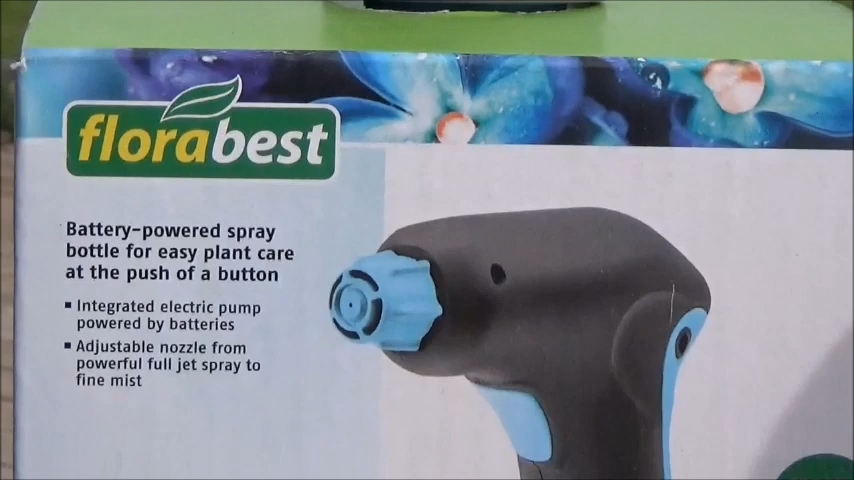 florabest
Battery-powered spray
bottle for easy plant care
at the push of a button
▪ Integrated electric pump
powered by batteries
▪ Adjustable nozzle from
powerful full jet spray to
fine mist